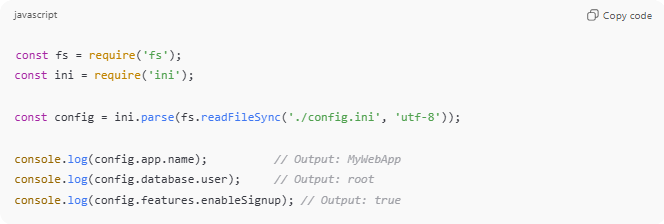 javascript
Copy code
const fs = require('fs');
const ini = require('ini');
const config = ini.parse(fs.readFileSync('./config.ini', 'utf-8'));
console.log(config.app.name);          // Output: MyWebApp
console.log(config.database.user);     // Output: root
console.log(config.features.enableSignup); // Output: true